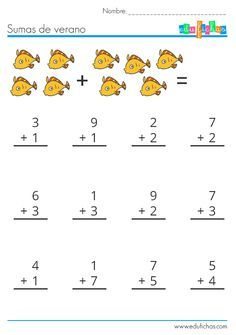 Nombre:
edufichas
Sumas de verano
+ =
3 9 2 7
+ 1 + 1 + 2 + 2
6 1 9 7
+ 3 + 3 + 2 + 3
4 1 7 5
+ 1 + 7 + 5 + 4
www.edufichas.com